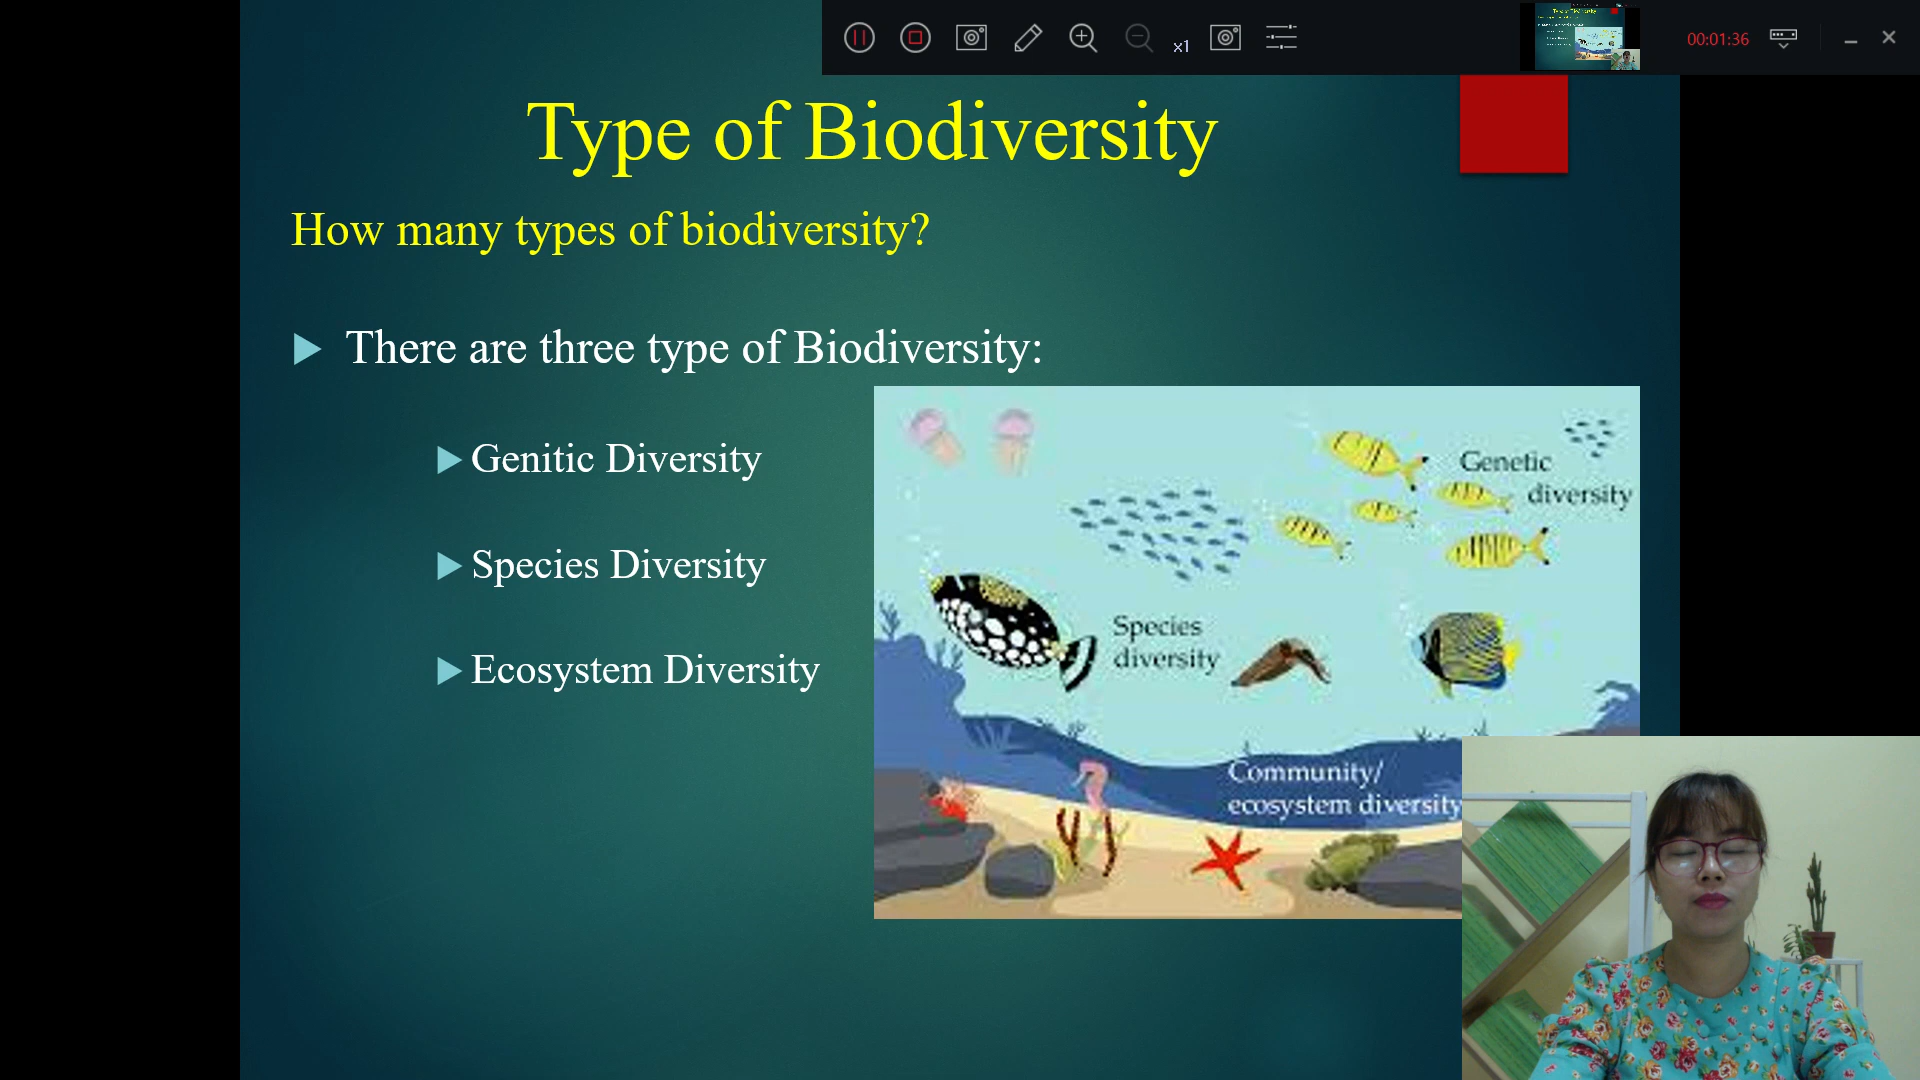 x1
00:01:36
Type of Biodiversity
How many types of biodiversity?
There are three type of Biodiversity:
Genitic Diversity
Species Diversity
Ecosystem Diversity
Genetic
diversity
Species
diversity
Community/
ecosystem diversity